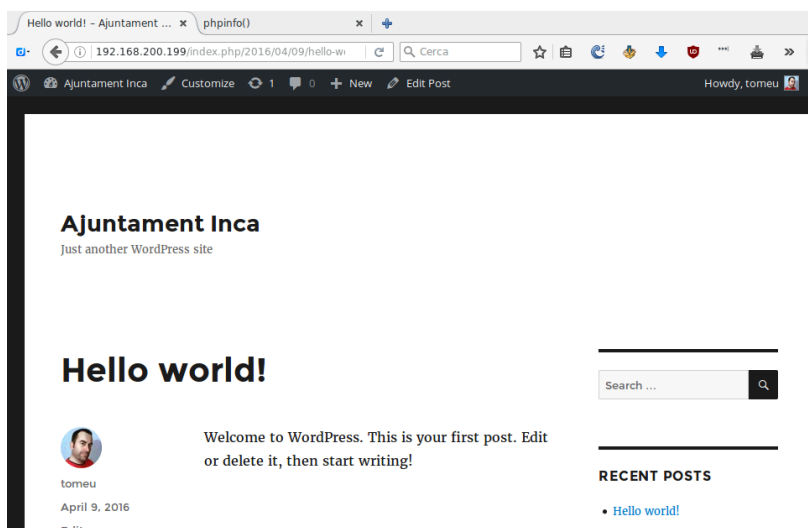 Hello world! – Ajuntament ... × phpinfo() ×
192.168.200.199/index.php/2016/04/09/hello-w Cerca
Ajuntament Inca Customize 1 0 New Edit Post Howdy, tomeu
Ajuntament Inca
Just another WordPress site
Hello world!
Search ...
Welcome to WordPress. This is your first post. Edit
or delete it, then start writing!
tomeu
April 9, 2016
RECENT POSTS
Hello world!